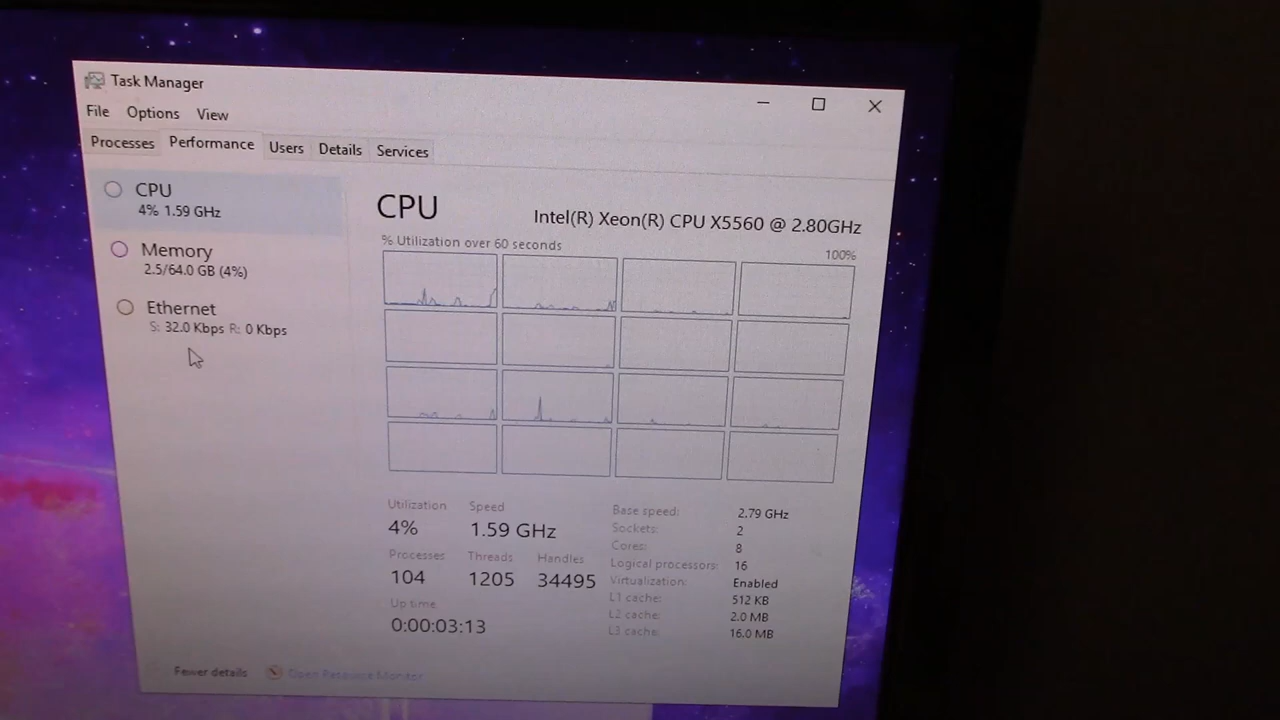 Task Manager
File Options View
Processes Performance Users Details Services
CPU
4% 1.59 GHz
Memory
2.5/64.0 GB (4%)
Ethernet
S: 32.0 Kbps R: 0 Kbps
CPU Intel(R) Xeon(R) CPU X5560 @ 2.80GHz
% Utilization over 60 seconds 100%
Utilization Speed
4% 1.59 GHz
Processes Threads Handles
104 1205 34495
Up time
0:00:03:13
Base speed: 2.79 GHz
Sockets: 2
Cores: 8
Logical processors: 16
Virtualization: Enabled
L1 cache: 512 KB
L2 cache: 2.0 MB
L3 cache: 16.0 MB
Fewer details Open Resource Monitor